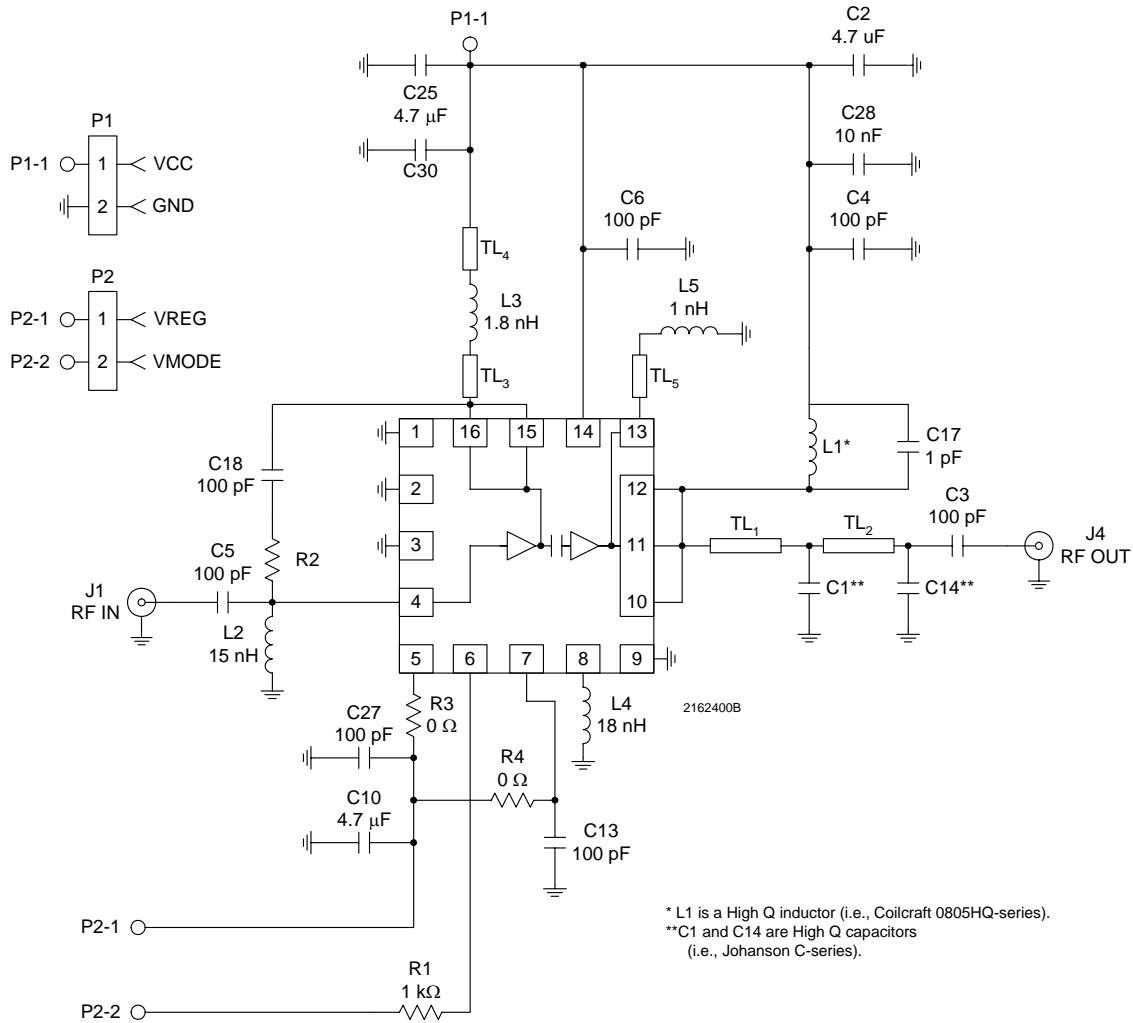 P1-1
C2
4.7 uF
C25
4.7 μF
C28
10 nF
P1
P1-1
1
VCC
2
GND
C30
C6
100 pF
C4
100 pF
TL4
P2
P2-1
1
VREG
P2-2
2
VMODE
L3
1.8 nH
L5
1 nH
TL3
TL5
1
16
15
14
13
L1*
C17
1 pF
C18
100 pF
2
12
R2
3
11
TL1
TL2
C3
100 pF
J4
RF OUT
C5
100 pF
J1
RF IN
4
10
C1**
C14**
L2
15 nH
5
6
7
8
9
R3
0 Ω
L4
18 nH
2162400B
C27
100 pF
R4
0 Ω
C10
4.7 μF
C13
100 pF
P2-1
* L1 is a High Q inductor (i.e., Coilcraft 0805HQ-series).
**C1 and C14 are High Q capacitors
(i.e., Johanson C-series).
R1
1 kΩ
P2-2